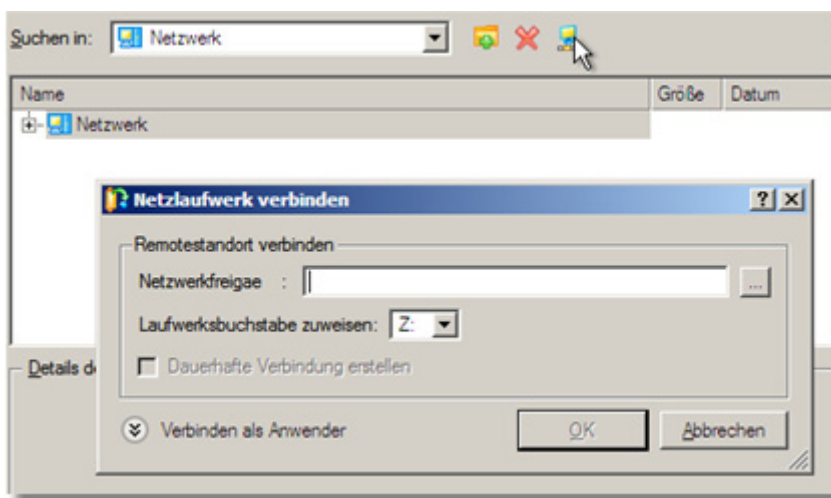 Suchen in: Netzwerk
Name Größe Datum
Netzwerk
Netzlaufwerk verbinden
Remotestandort verbinden
Netzwerkfreigae :
...
Laufwerksbuchstabe zuweisen: Z:
Dauerhafte Verbindung erstellen
Details d
Verbinden als Anwender OK Abbrechen